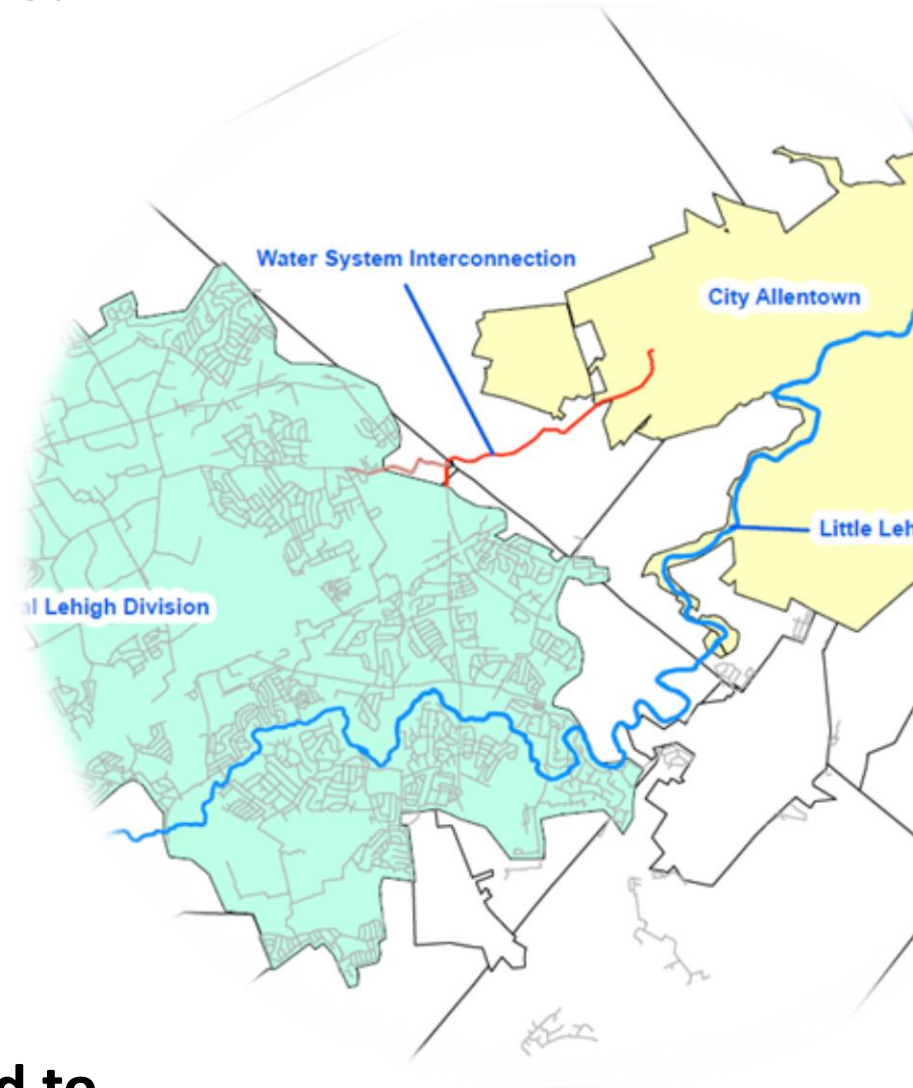 Water System Interconnection
City Allentown
Little Leh
al Lehigh Division
d to